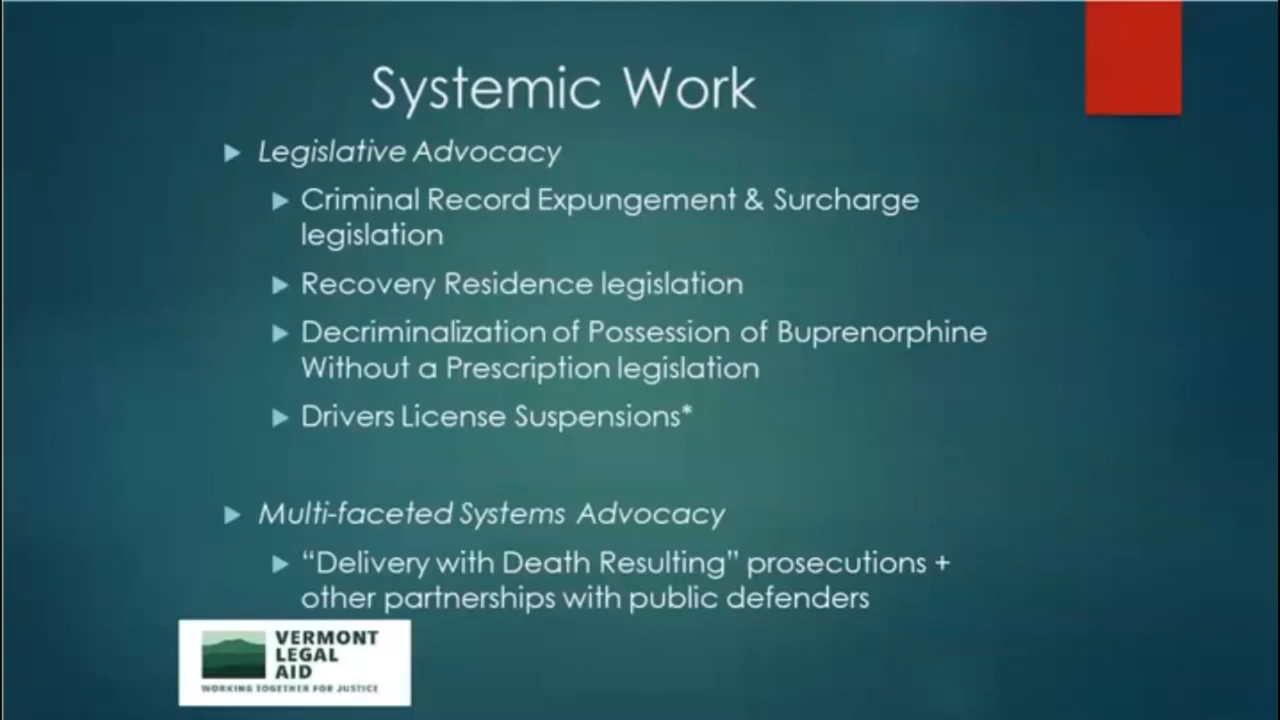 Systemic Work
Legislative Advocacy
Criminal Record Expungement & Surcharge
legislation
Recovery Residence legislation
Decriminalization of Possession of Buprenorphine
Without a Prescription legislation
Drivers License Suspensions*
Multi-faceted Systems Advocacy
“Delivery with Death Resulting” prosecutions +
other partnerships with public defenders
VERMONT
LEGAL
AID
WORKING TOGETHER FOR JUSTICE